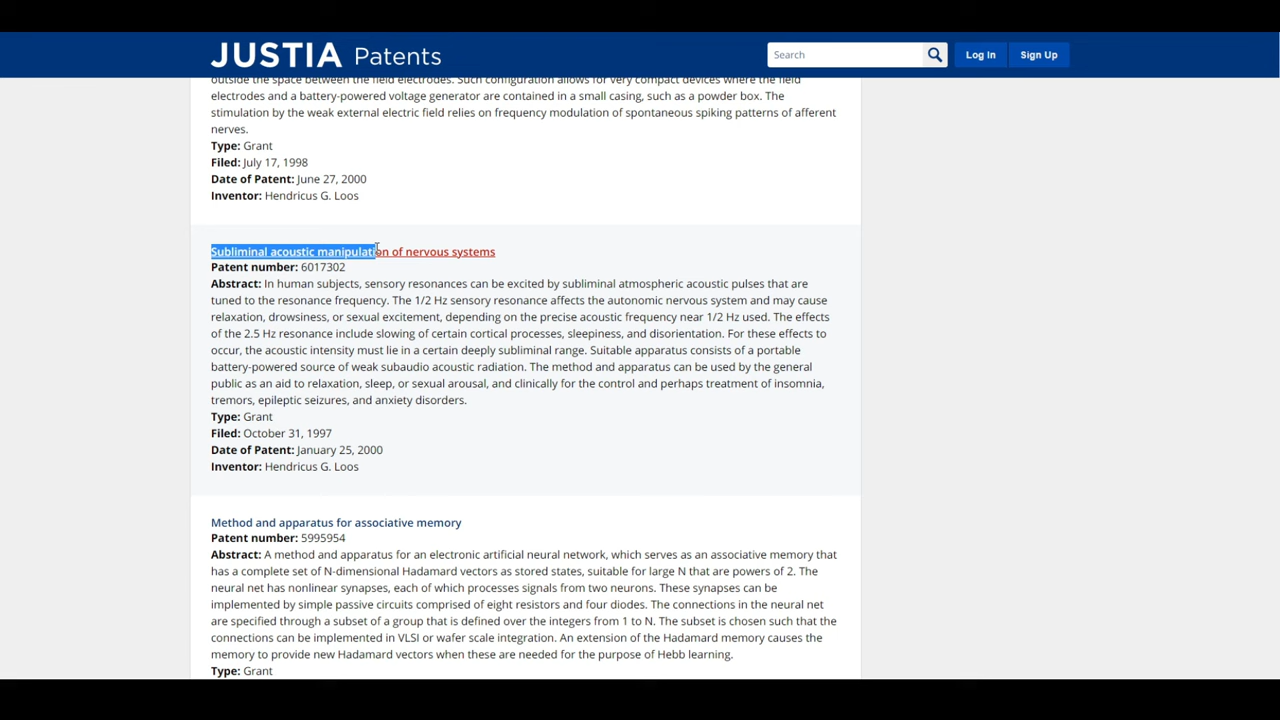 JUSTIA Patents
Search
Log In
Sign Up
outside the space between the field electrodes. Such configuration allows for very compact devices where the field
electrodes and a battery-powered voltage generator are contained in a small casing, such as a powder box. The
stimulation by the weak external electric field relies on frequency modulation of spontaneous spiking patterns of afferent
nerves.
Type: Grant
Filed: July 17, 1998
Date of Patent: June 27, 2000
Inventor: Hendricus G. Loos
Subliminal acoustic manipulation of nervous systems
Patent number: 6017302
Abstract: In human subjects, sensory resonances can be excited by subliminal atmospheric acoustic pulses that are
tuned to the resonance frequency. The 1/2 Hz sensory resonance affects the autonomic nervous system and may cause
relaxation, drowsiness, or sexual excitement, depending on the precise acoustic frequency near 1/2 Hz used. The effects
of the 2.5 Hz resonance include slowing of certain cortical processes, sleepiness, and disorientation. For these effects to
occur, the acoustic intensity must lie in a certain deeply subliminal range. Suitable apparatus consists of a portable
battery-powered source of weak subaudio acoustic radiation. The method and apparatus can be used by the general
public as an aid to relaxation, sleep, or sexual arousal, and clinically for the control and perhaps treatment of insomnia,
tremors, epileptic seizures, and anxiety disorders.
Type: Grant
Filed: October 31, 1997
Date of Patent: January 25, 2000
Inventor: Hendricus G. Loos
Method and apparatus for associative memory
Patent number: 5995954
Abstract: A method and apparatus for an electronic artificial neural network, which serves as an associative memory that
has a complete set of N-dimensional Hadamard vectors as stored states, suitable for large N that are powers of 2. The
neural net has nonlinear synapses, each of which processes signals from two neurons. These synapses can be
implemented by simple passive circuits comprised of eight resistors and four diodes. The connections in the neural net
are specified through a subset of a group that is defined over the integers from 1 to N. The subset is chosen such that the
connections can be implemented in VLSI or wafer scale integration. An extension of the Hadamard memory causes the
memory to provide new Hadamard vectors when these are needed for the purpose of Hebb learning.
Type: Grant